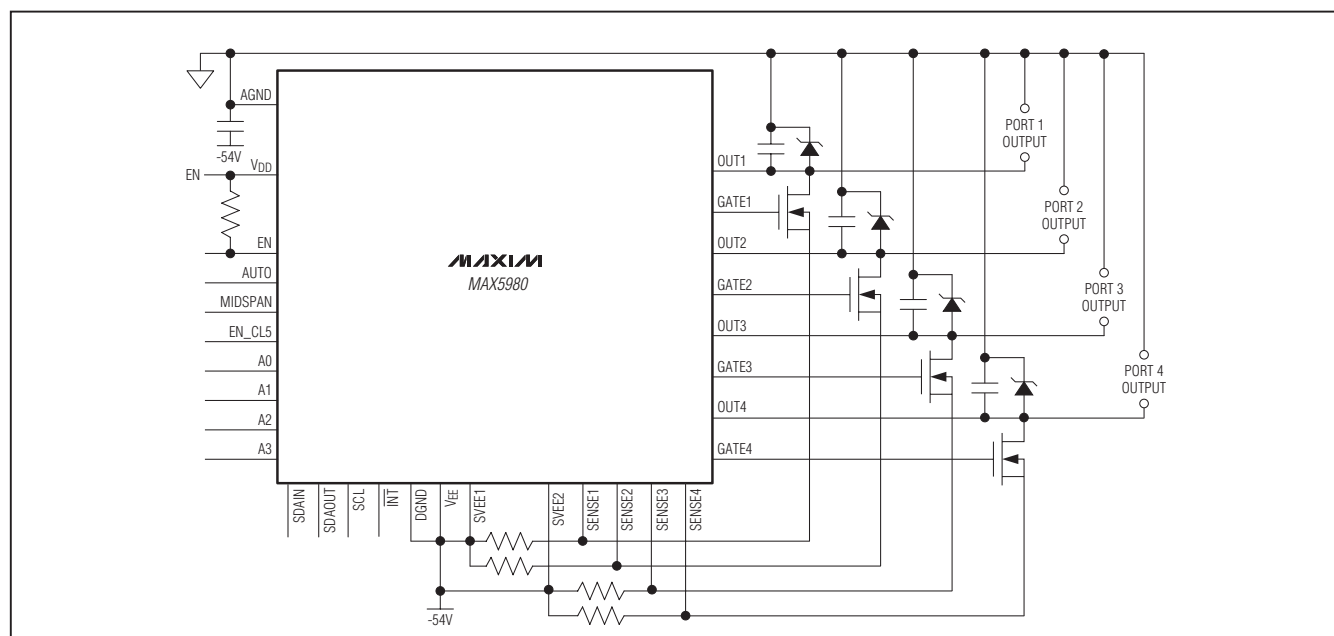 AGND
-54V
VDD
EN
EN
AUTO
MIDSPAN
EN_CL5
A0
A1
A2
A3
MAXIM
MAX5980
OUT1
GATE1
OUT2
GATE2
OUT3
GATE3
OUT4
GATE4
PORT 1
OUTPUT
PORT 2
OUTPUT
PORT 3
OUTPUT
PORT 4
OUTPUT
SDAIN
SDAOUT
SCL
INT
DGND
VEE
SVEE1
SVEE2
SENSE1
SENSE2
SENSE3
SENSE4
-54V